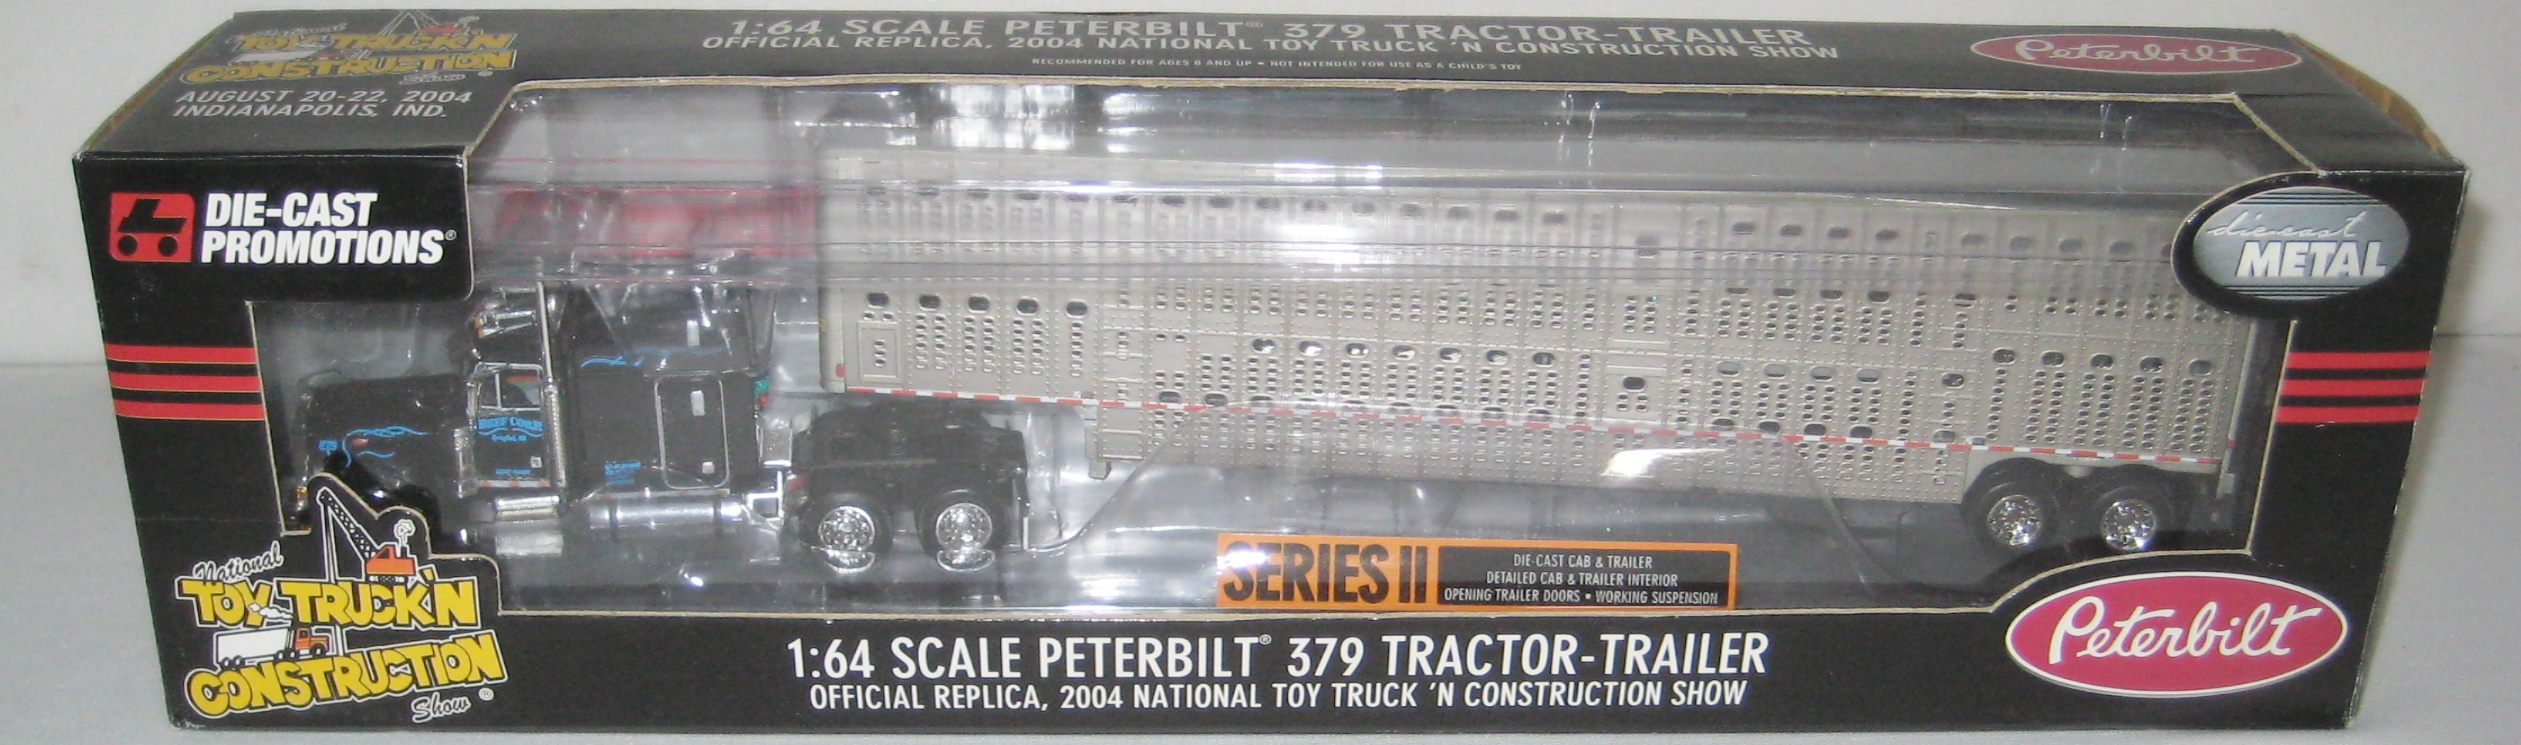 National
TOY TRUCK'N
CONSTRUCTION
Show ®
AUGUST 20-22, 2004
INDIANAPOLIS, IND.
1:64 SCALE PETERBILT® 379 TRACTOR-TRAILER
OFFICIAL REPLICA, 2004 NATIONAL TOY TRUCK 'N CONSTRUCTION SHOW
RECOMMENDED FOR AGES 8 AND UP • NOT INTENDED FOR USE AS A CHILD'S TOY
Peterbilt
DIE-CAST
PROMOTIONS®
die-cast
METAL
BEEF CORP.
National
TOY TRUCK'N
CONSTRUCTION
Show ®
SERIES II
DIE-CAST CAB & TRAILER
DETAILED CAB & TRAILER INTERIOR
OPENING TRAILER DOORS • WORKING SUSPENSION
1:64 SCALE PETERBILT® 379 TRACTOR-TRAILER
OFFICIAL REPLICA, 2004 NATIONAL TOY TRUCK 'N CONSTRUCTION SHOW
Peterbilt